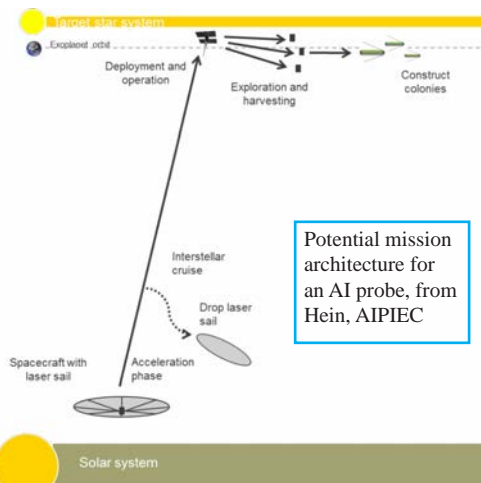 Target star system
Exoplanet orbit
Deployment and
operation
Exploration and
harvesting
Construct
colonies
Interstellar
cruise
Drop laser
sail
Potential mission
architecture for
an AI probe, from
Hein, AIPIEC
Spacecraft with
laser sail
Acceleration
phase
Solar system